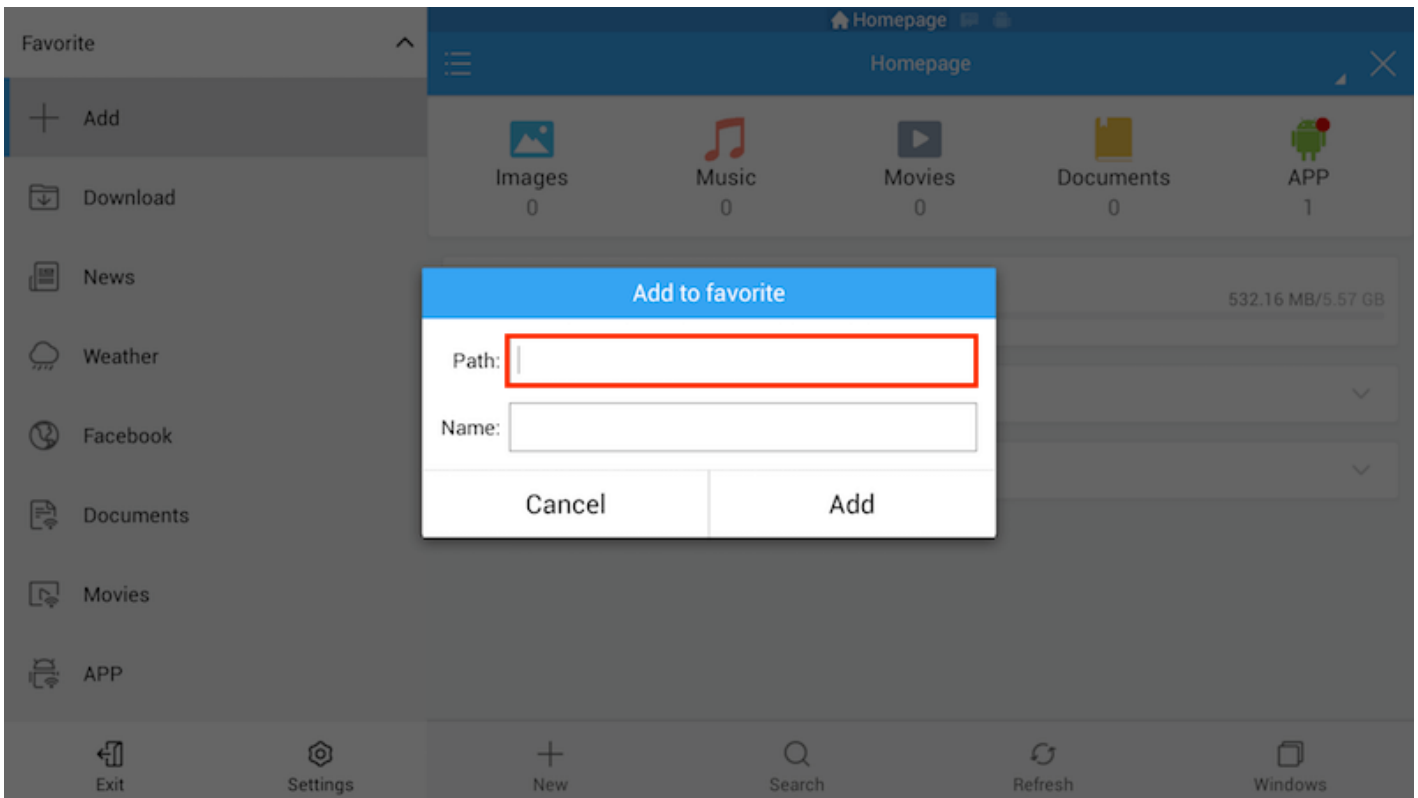 Favorite
Add
Download
News
Weather
Facebook
Documents
Movies
APP
Exit
Settings
Homepage
Homepage
Images
0
Music
0
Movies
0
Documents
0
APP
1
532.16 MB/5.57 GB
Add to favorite
Path:
Name:
Cancel
Add
New
Search
Refresh
Windows